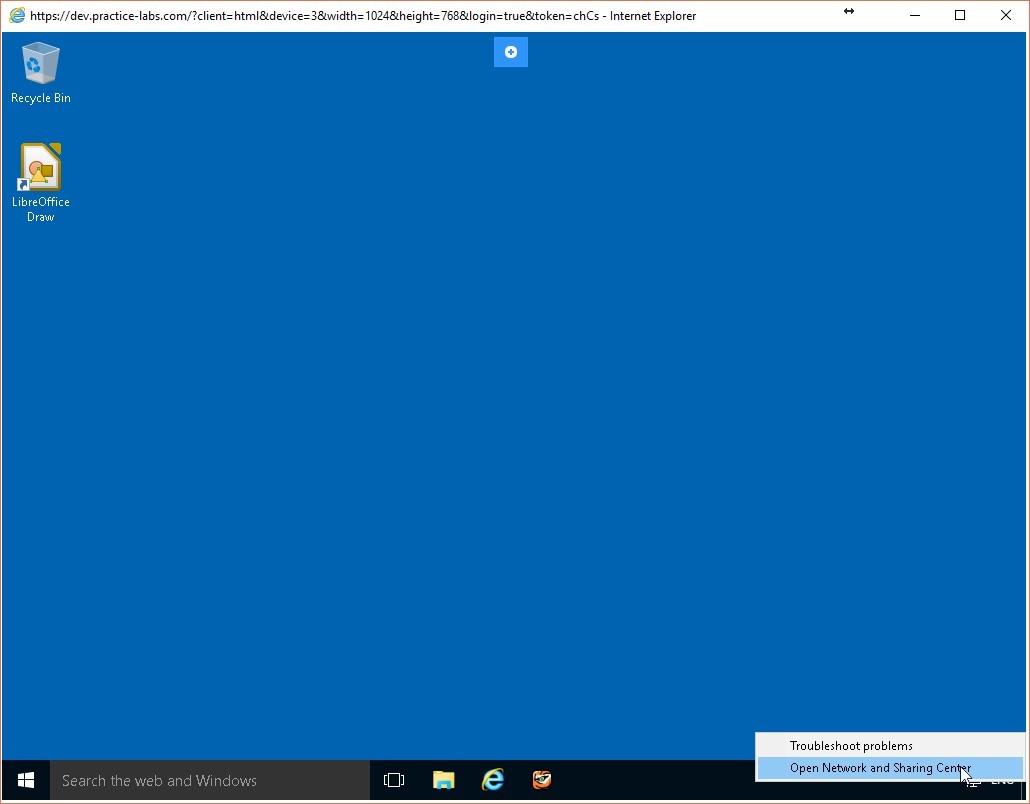 https://dev.practice-labs.com/?client=html&device=3&width=1024&height=768&login=true&token=chCs - Internet Explorer
Recycle Bin
LibreOffice
Draw
Troubleshoot problems
Open Network and Sharing Center
Search the web and Windows
ENG